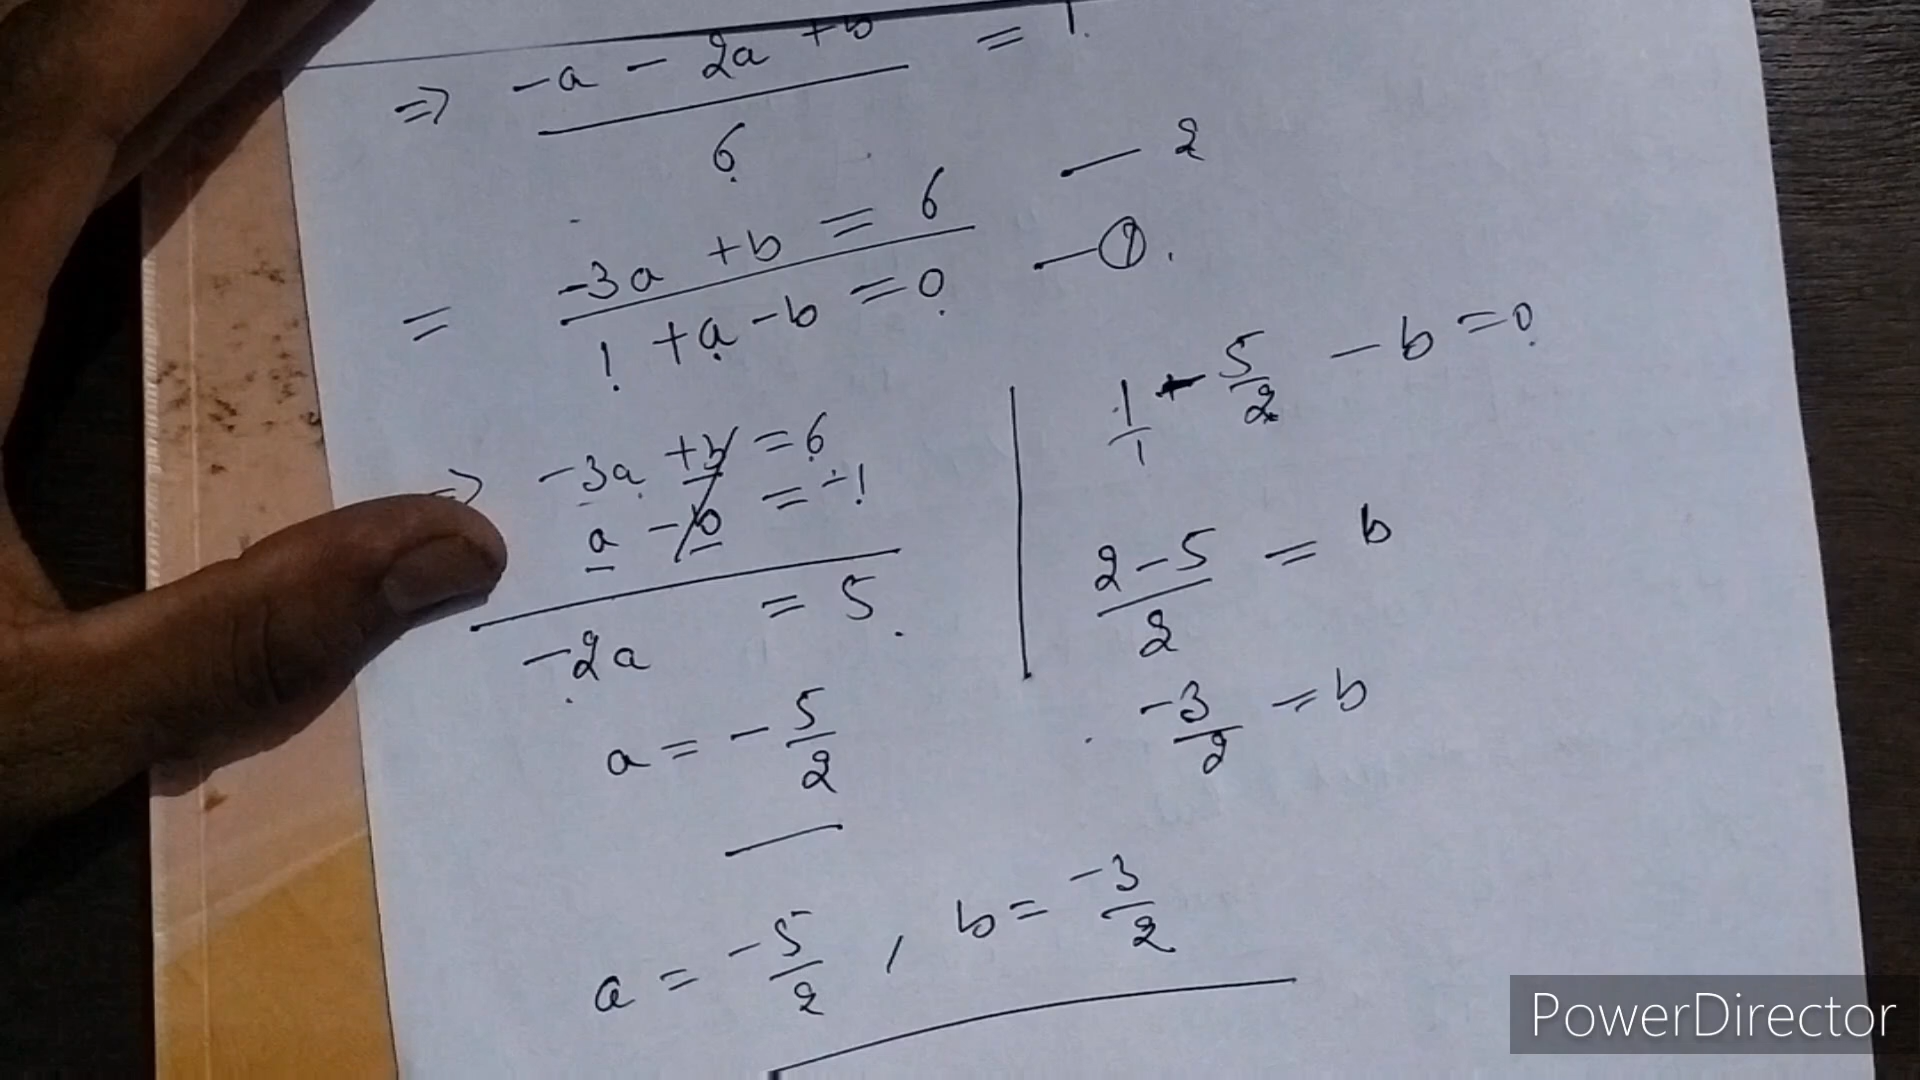 ⇒ -a - 2a + b = 1
6
-3a + b = 6 — 2
= 1 + a - b = 0 — ①.
⇒ -3a + b = 6
a - b = -1
-2a = 5.
a = -5/2
1/1 - 5/2 - b = 0
2 - 5 = b
2
-3/2 = b
a = -5/2 , b = -3/2
PowerDirector